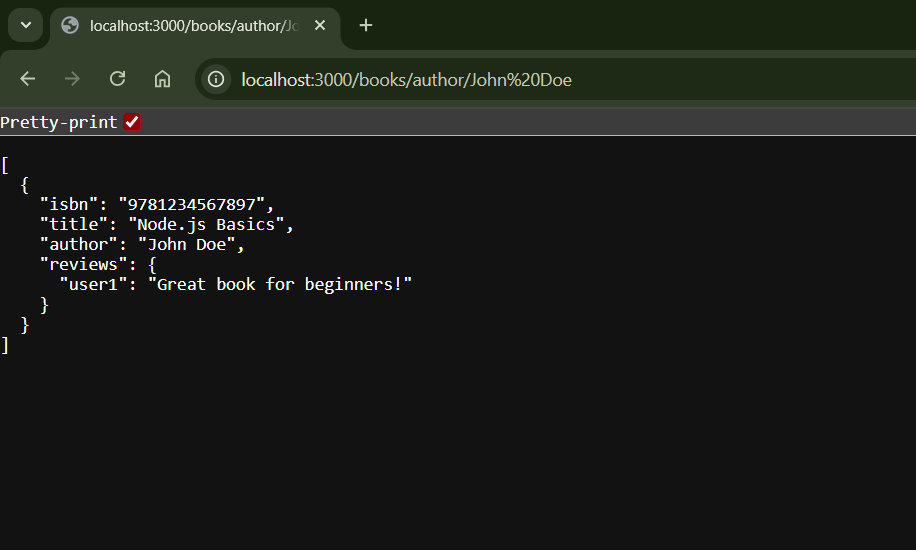 localhost:3000/books/author/Jo
localhost:3000/books/author/John%20Doe
Pretty-print
[
  {
    "isbn": "9781234567897",
    "title": "Node.js Basics",
    "author": "John Doe",
    "reviews": {
      "user1": "Great book for beginners!"
    }
  }
]